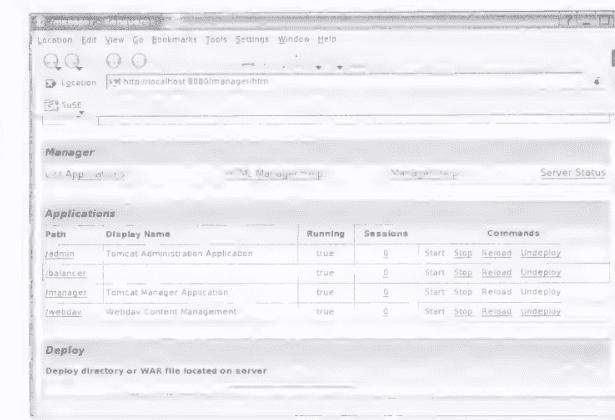 Location Edit View Go Bookmarks Tools Settings Window Help
Location http://localhost:8080/manager/htm
SuSE
Manager
Server Status
Applications
Path Display Name Running Sessions Commands
/admin Tomcat Administration Application true 0 Start Stop Reload Undeploy
/balancer true 0 Start Stop Reload Undeploy
/manager Tomcat Manager Application true 0 Start Stop Reload Undeploy
/webdav Webdav Content Management true 0 Start Stop Reload Undeploy
Deploy
Deploy directory or WAR file located on server